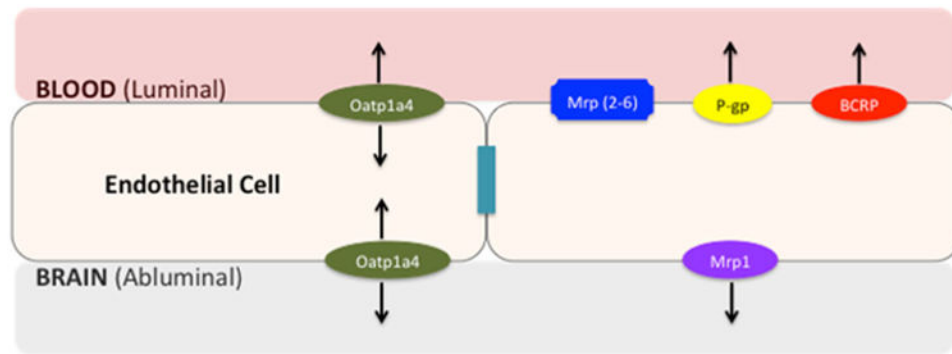 BLOOD (Luminal)
Oatp1a4
Mrp (2-6)
P-gp
BCRP
Endothelial Cell
Oatp1a4
Mrp1
BRAIN (Abluminal)